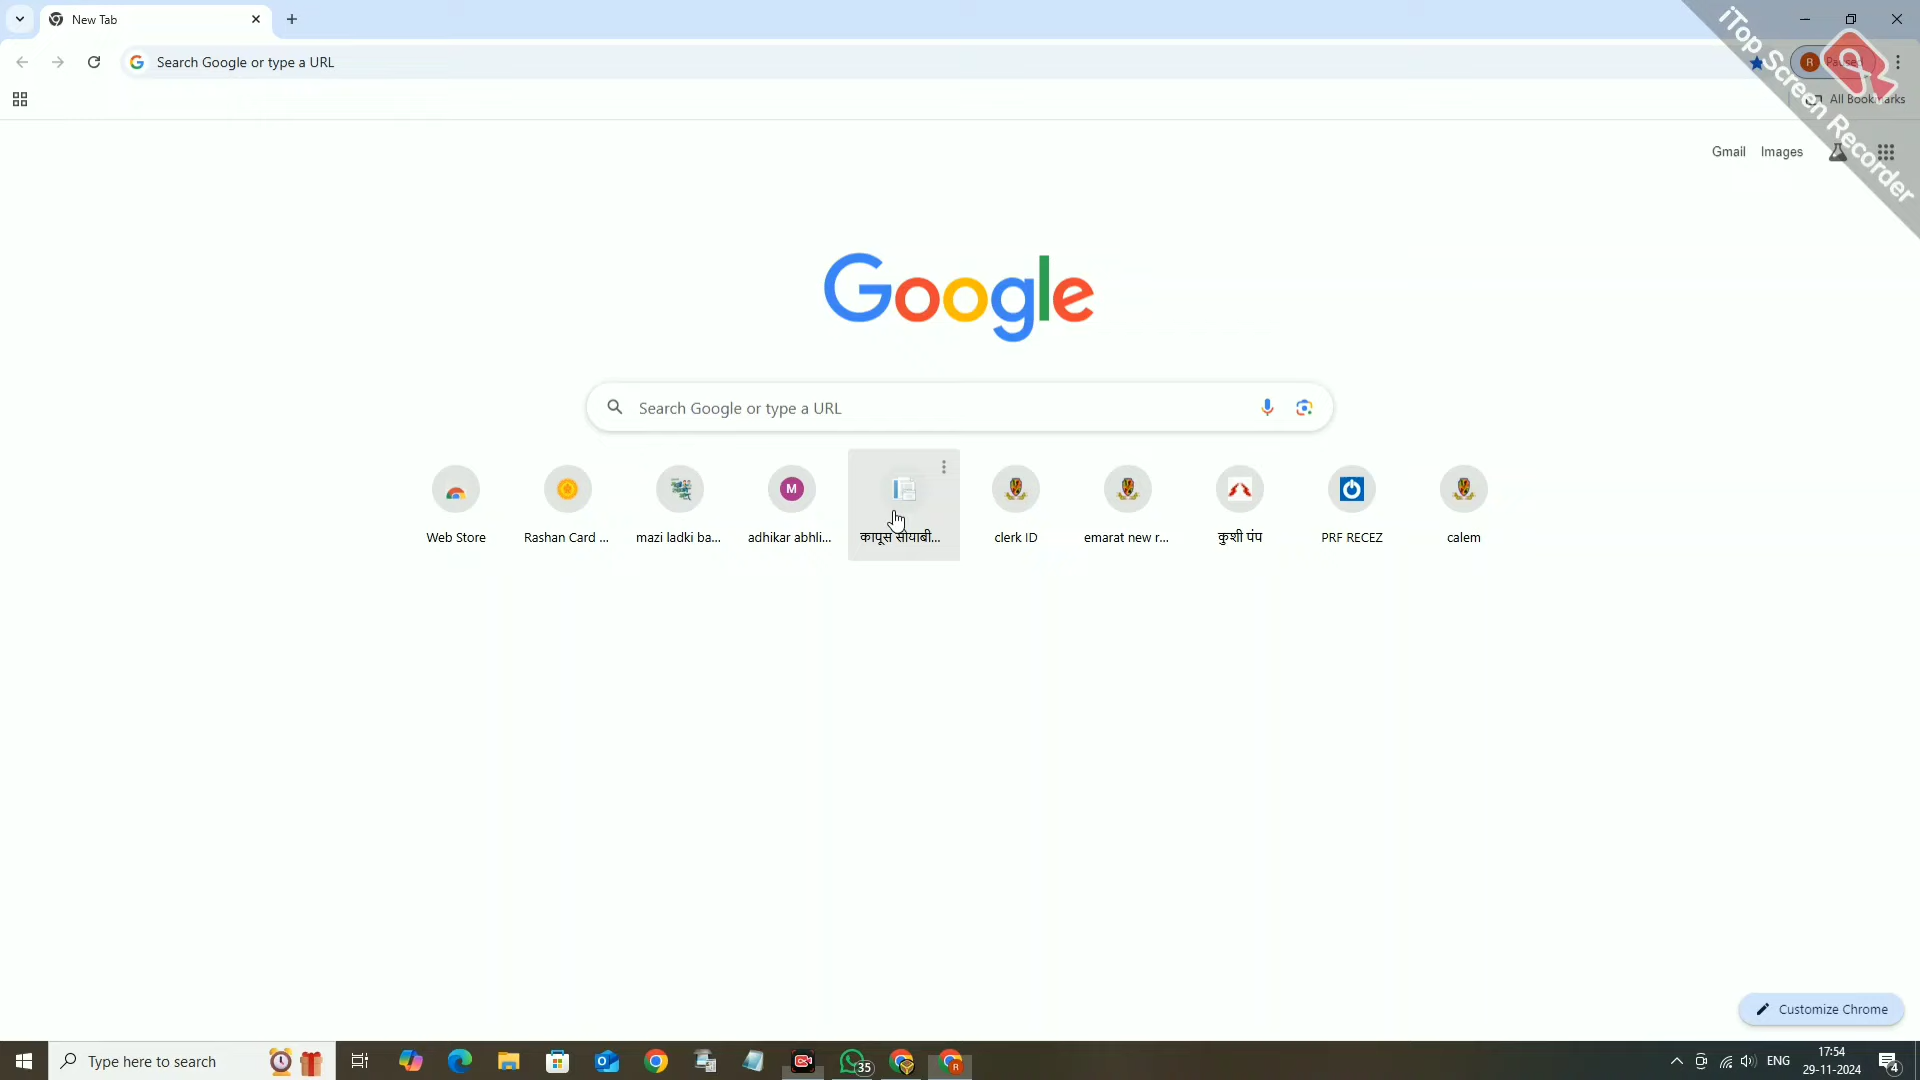 New Tab
Search Google or type a URL
Paused
All Bookmarks
iTop Screen Recorder
Gmail Images
Google
Search Google or type a URL
Web Store
Rashan Card ...
mazi ladki ba...
adhikar abhli...
M
कापूस सोयाबी...
clerk ID
emarat new r...
कुशी पंप
PRF RECEZ
calem
Customize Chrome
Type here to search
35
R
ENG
17:54
29-11-2024
4